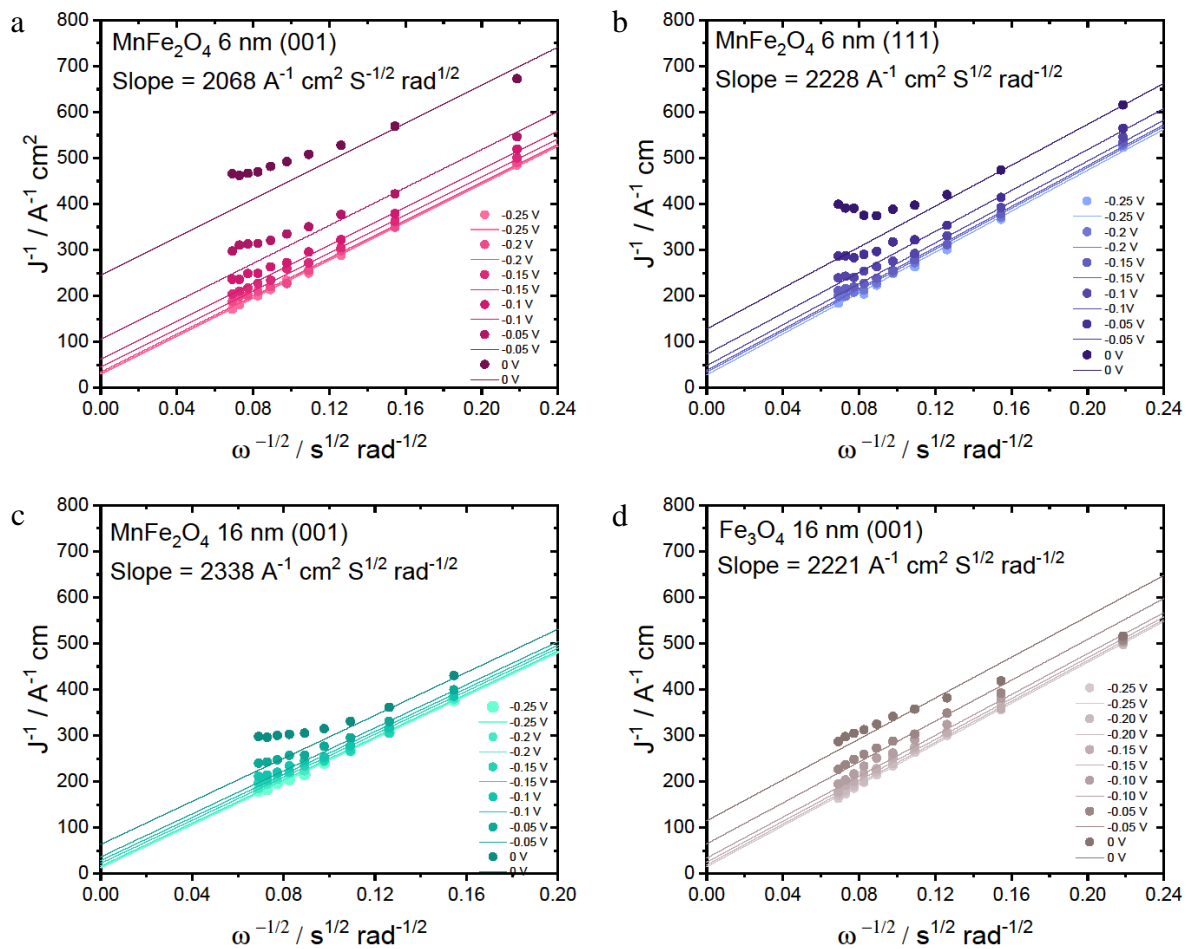 a
MnFe₂O₄ 6 nm (001)
Slope = 2068 A⁻¹ cm² S⁻¹/² rad¹/²
800
700
600
500
400
300
200
100
0
J⁻¹ / A⁻¹ cm²
-0.25 V
-0.25 V
-0.2 V
-0.2 V
-0.15 V
-0.15 V
-0.1 V
-0.1 V
-0.05 V
-0.05 V
0 V
0 V
0.00 0.04 0.08 0.12 0.16 0.20 0.24
ω⁻¹/² / s¹/² rad⁻¹/²
b
MnFe₂O₄ 6 nm (111)
Slope = 2228 A⁻¹ cm² S¹/² rad⁻¹/²
800
700
600
500
400
300
200
100
0
J⁻¹ / A⁻¹ cm
-0.25 V
-0.25 V
-0.2 V
-0.2 V
-0.15 V
-0.15 V
-0.1 V
-0.1V
-0.05 V
-0.05 V
0 V
0 V
0.00 0.04 0.08 0.12 0.16 0.20 0.24
ω⁻¹/² / s¹/² rad⁻¹/²
c
MnFe₂O₄ 16 nm (001)
Slope = 2338 A⁻¹ cm² S¹/² rad⁻¹/²
800
700
600
500
400
300
200
100
0
J⁻¹ / A⁻¹ cm
-0.25 V
-0.25 V
-0.2 V
-0.2 V
-0.15 V
-0.15 V
-0.1 V
-0.1 V
-0.05 V
-0.05 V
0 V
0 V
0.00 0.04 0.08 0.12 0.16 0.20
ω⁻¹/² / s¹/² rad⁻¹/²
d
Fe₃O₄ 16 nm (001)
Slope = 2221 A⁻¹ cm² S¹/² rad⁻¹/²
800
700
600
500
400
300
200
100
0
J⁻¹ / A⁻¹ cm
-0.25 V
-0.25 V
-0.20 V
-0.20 V
-0.15 V
-0.15 V
-0.10 V
-0.10 V
-0.05 V
-0.05 V
0 V
0 V
0.00 0.04 0.08 0.12 0.16 0.20 0.24
ω⁻¹/² / s¹/² rad⁻¹/²